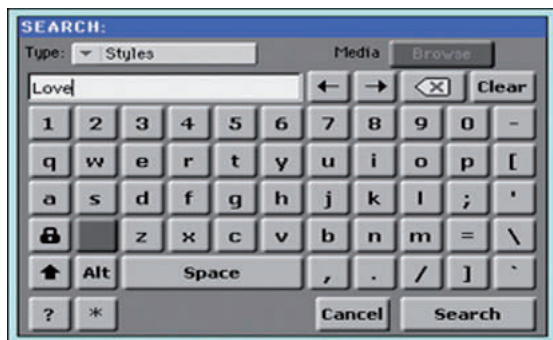 SEARCH:
Type: Styles Media Browse
Love Clear
1 2 3 4 5 6 7 8 9 0 -
q w e r t y u i o p [
a s d f g h j k l ; '
z x c v b n m = \
Alt Space , . / ] `
? * Cancel Search